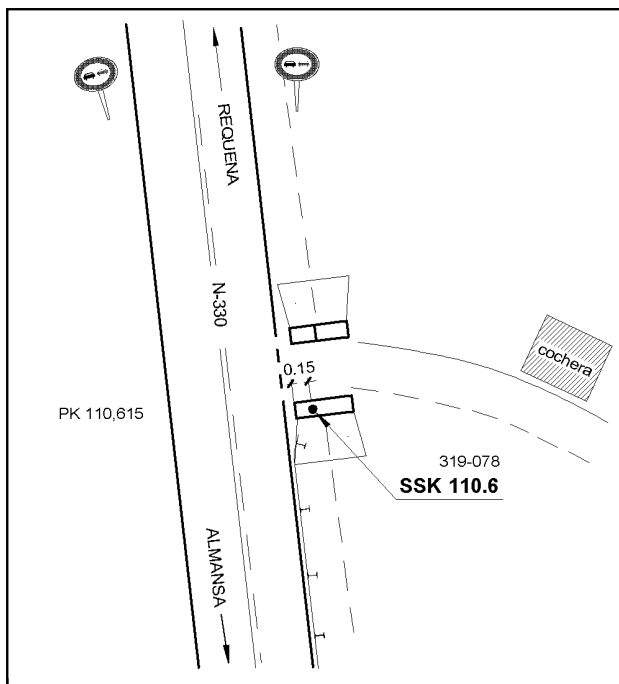 REQUENA
N-330
cochera
0.15
PK 110,615
319-078
SSK 110.6
ALMANSA